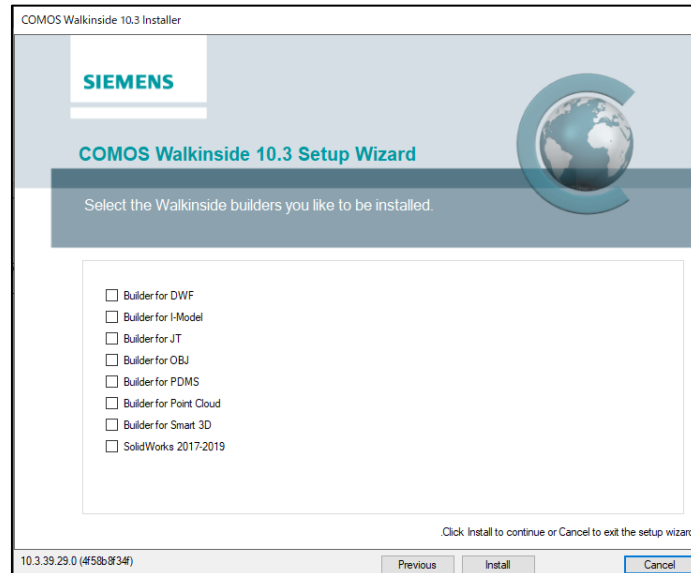 COMOS Walkinside 10.3 Installer
SIEMENS
COMOS Walkinside 10.3 Setup Wizard
Select the Walkinside builders you like to be installed.
Builder for DWF
Builder for I-Model
Builder for JT
Builder for OBJ
Builder for PDMS
Builder for Point Cloud
Builder for Smart 3D
SolidWorks 2017-2019
.Click Install to continue or Cancel to exit the setup wizard
10.3.39.29.0 (4f58b8f34f)
Previous Install Cancel